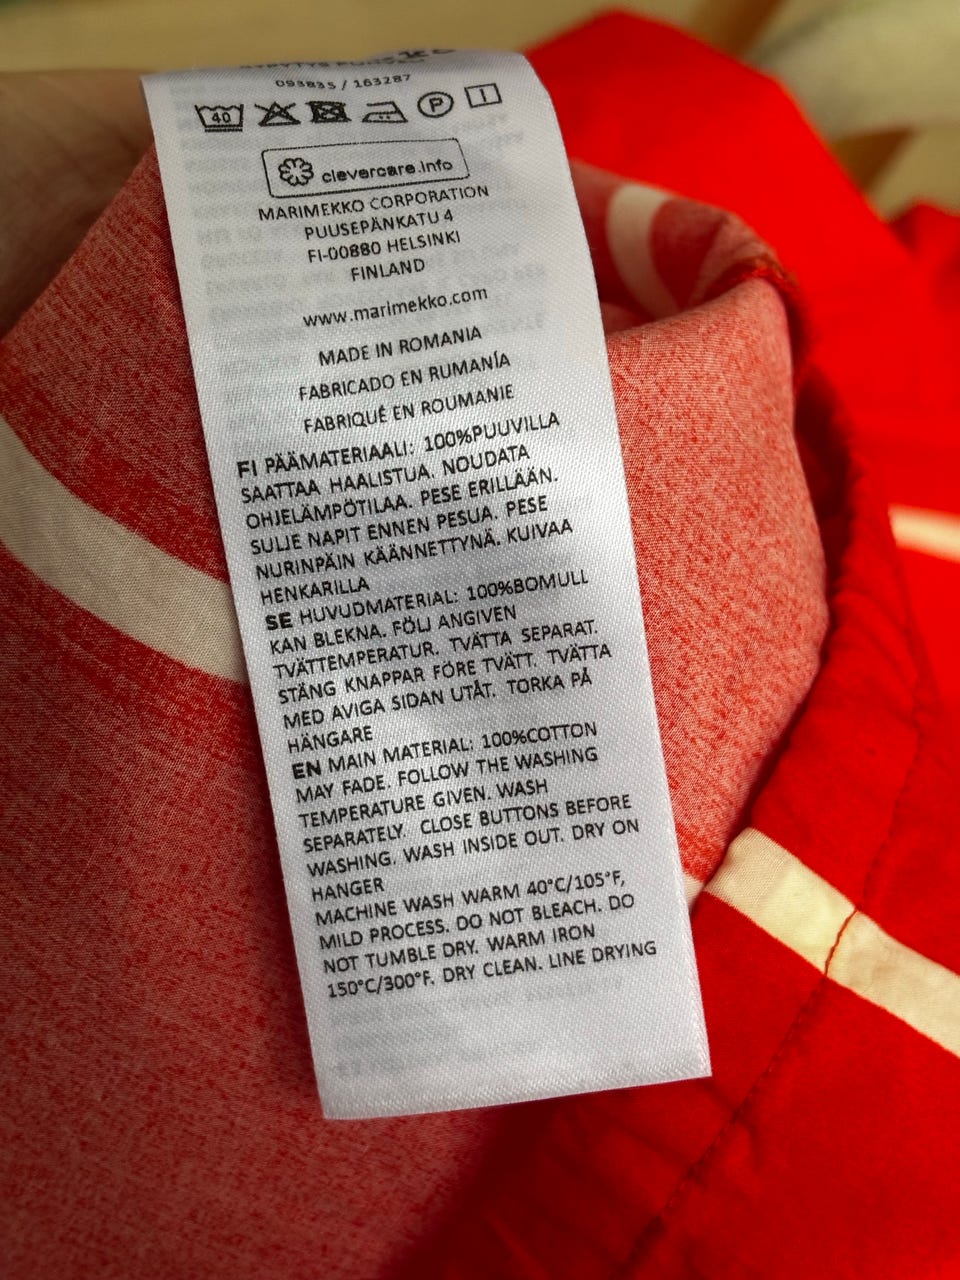 093835 / 163287
40 P
clevercare.info
MARIMEKKO CORPORATION
PUUSEPÄNKATU 4
FI-00880 HELSINKI
FINLAND
www.marimekko.com
MADE IN ROMANIA
FABRICADO EN RUMANÍA
FABRIQUÉ EN ROUMANIE
FI PÄÄMATERIAALI: 100%PUUVILLA
SAATTAA HAALISTUA. NOUDATA
OHJELÄMPÖTILAA. PESE ERILLÄÄN.
SULJE NAPIT ENNEN PESUA. PESE
NURINPÄIN KÄÄNNETTYNÄ. KUIVAA
HENKARILLA
SE HUVUDMATERIAL: 100%BOMULL
KAN BLEKNA. FÖLJ ANGIVEN
TVÄTTEMPERATUR. TVÄTTA SEPARAT.
STÄNG KNAPPAR FÖRE TVÄTT. TVÄTTA
MED AVIGA SIDAN UTÅT. TORKA PÅ
HÄNGARE
EN MAIN MATERIAL: 100%COTTON
MAY FADE. FOLLOW THE WASHING
TEMPERATURE GIVEN. WASH
SEPARATELY. CLOSE BUTTONS BEFORE
WASHING. WASH INSIDE OUT. DRY ON
HANGER
MACHINE WASH WARM 40°C/105°F,
MILD PROCESS. DO NOT BLEACH. DO
NOT TUMBLE DRY. WARM IRON
150°C/300°F. DRY CLEAN. LINE DRYING